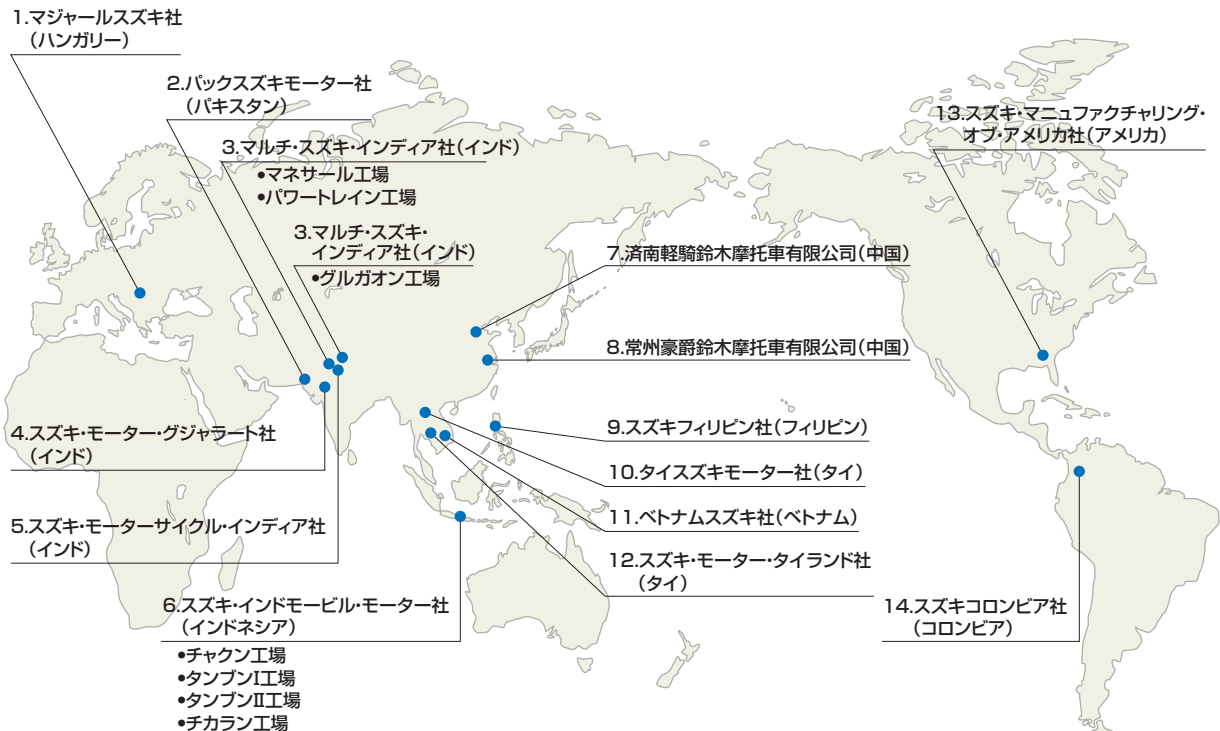 1.マジャールスズキ社
(ハンガリー)
2.パックスズキモーター社
(パキスタン)
3.マルチ・スズキ・インディア社(インド)
●マネサール工場
●パワートレイン工場
3.マルチ・スズキ・
インディア社(インド)
●グルガオン工場
4.スズキ・モーター・グジャラート社
(インド)
5.スズキ・モーターサイクル・インディア社
(インド)
6.スズキ・インドモービル・モーター社
(インドネシア)
●チャクン工場
●タンブンI工場
●タンブンII工場
●チカラン工場
7.済南軽騎鈴木摩托車有限公司(中国)
8.常州豪爵鈴木摩托車有限公司(中国)
9.スズキフィリピン社(フィリピン)
10.タイスズキモーター社(タイ)
11.ベトナムスズキ社(ベトナム)
12.スズキ・モーター・タイランド社
(タイ)
13.スズキ・マニュファクチャリング・
オブ・アメリカ社(アメリカ)
14.スズキコロンビア社
(コロンビア)